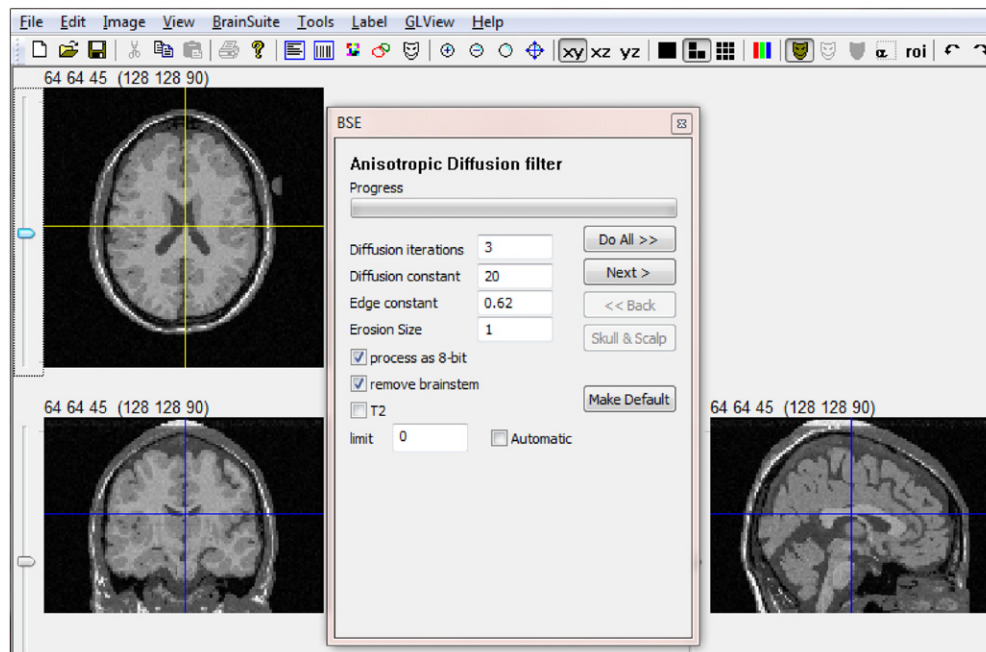 File Edit Image View BrainSuite Tools Label GLView Help
xy xz yz α roi
64 64 45 (128 128 90)
BSE
Anisotropic Diffusion filter
Progress
Diffusion iterations 3 Do All >>
Diffusion constant 20 Next >
Edge constant 0.62 << Back
Erosion Size 1 Skull & Scalp
process as 8-bit
remove brainstem
T2 Make Default
limit 0 Automatic
64 64 45 (128 128 90) 64 64 45 (128 128 90)